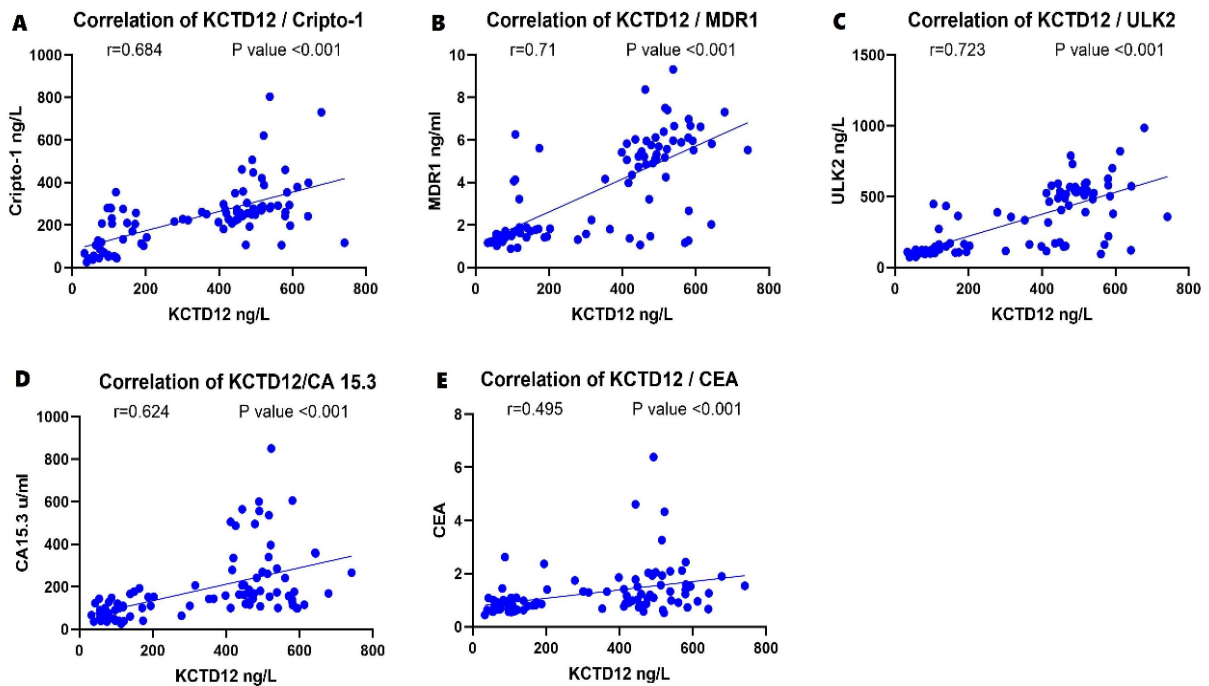 A
Correlation of KCTD12 / Cripto-1
r=0.684 P value <0.001
1000
800
600
400
200
0
Cripto-1 ng/L
0 200 400 600 800
KCTD12 ng/L
B
Correlation of KCTD12 / MDR1
r=0.71 P value <0.001
10
8
6
4
2
0
MDR1 ng/ml
0 200 400 600 800
KCTD12 ng/L
C
Correlation of KCTD12 / ULK2
r=0.723 P value <0.001
1500
1000
500
0
ULK2 ng/L
0 200 400 600 800
KCTD12 ng/L
D
Correlation of KCTD12/CA 15.3
r=0.624 P value <0.001
1000
800
600
400
200
0
CA15.3 u/ml
0 200 400 600 800
KCTD12 ng/L
E
Correlation of KCTD12 / CEA
r=0.495 P value <0.001
8
6
4
2
0
CEA
0 200 400 600 800
KCTD12 ng/L